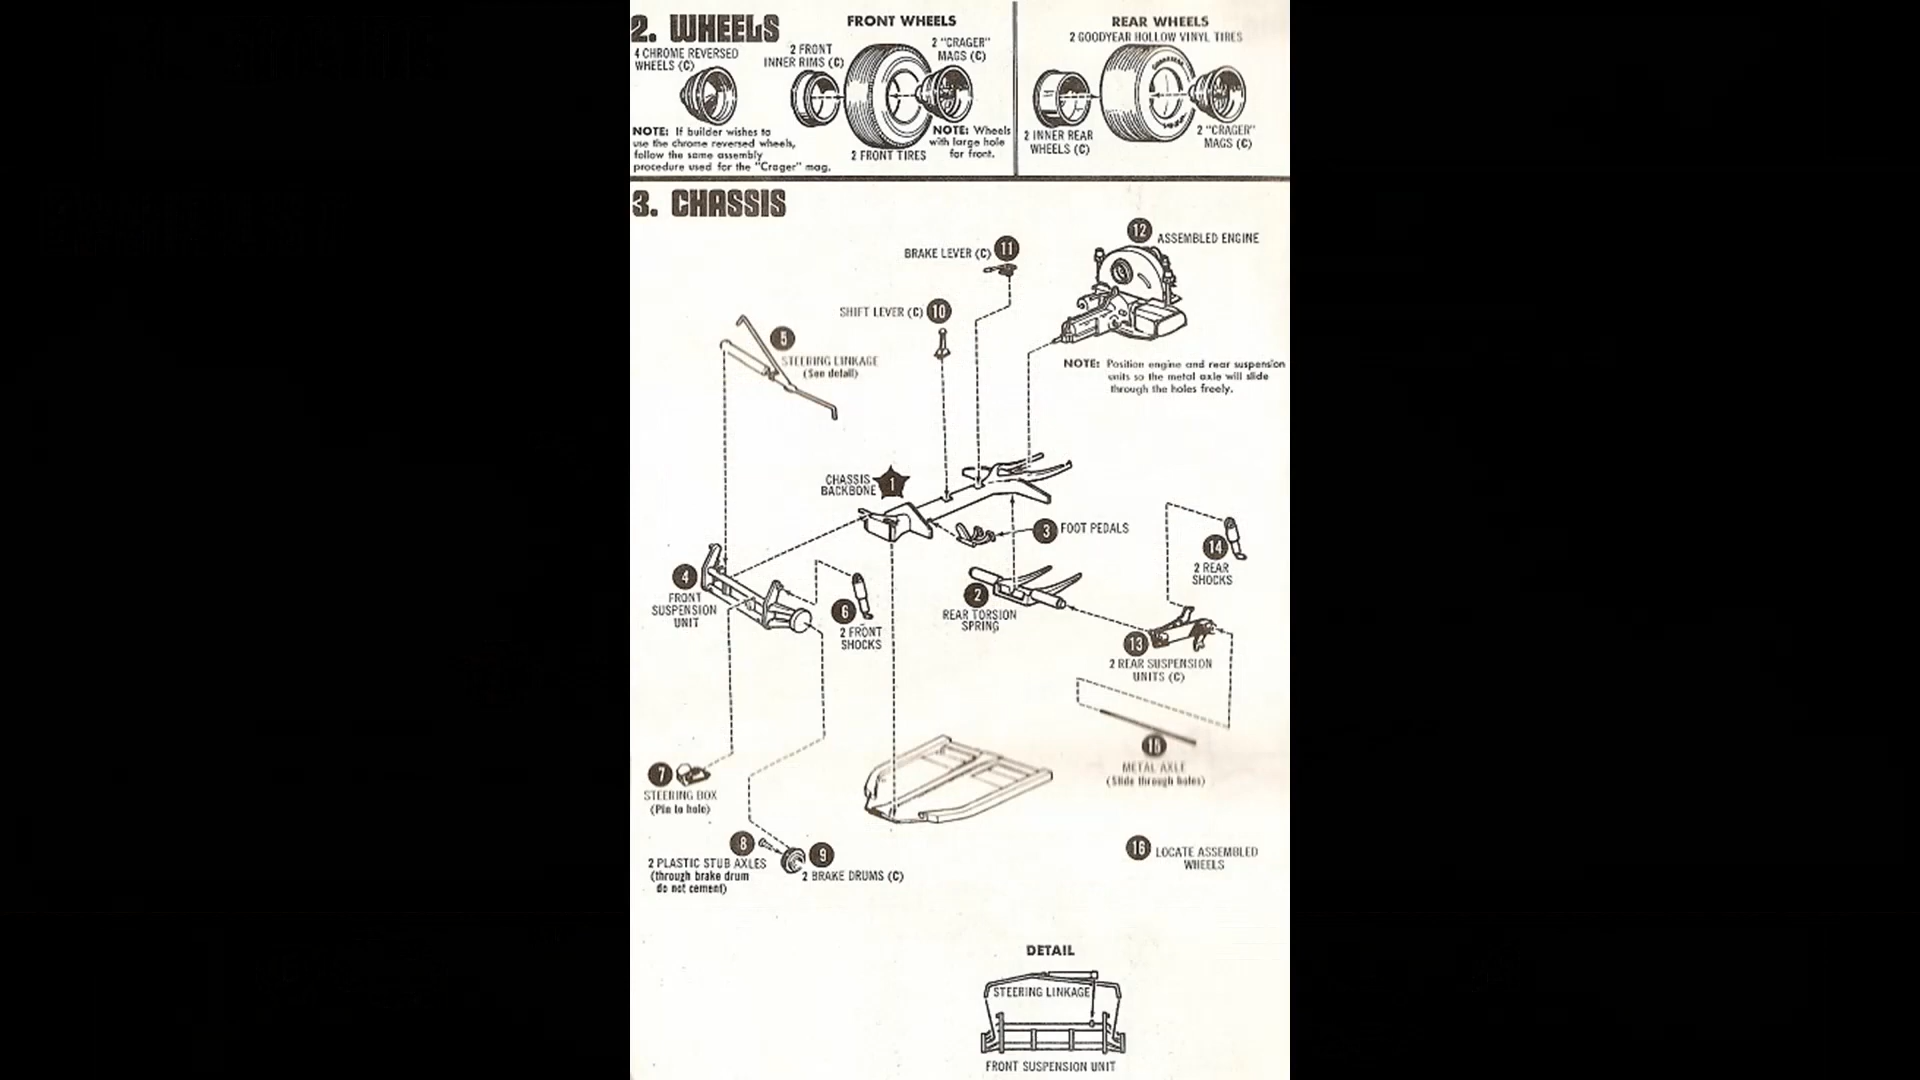 2. WHEELS
FRONT WHEELS
4 CHROME REVERSED
WHEELS (C)
2 FRONT
INNER RIMS (C)
2 "CRAGER"
MAGS (C)
NOTE: If builder wishes to
use the chrome reversed wheels,
follow the same assembly
procedure used for the "Crager" mag.
2 FRONT TIRES
NOTE: Wheels
with large hole
for front.
REAR WHEELS
2 GOODYEAR HOLLOW VINYL TIRES
2 INNER REAR
WHEELS (C)
2 "CRAGER"
MAGS (C)
3. CHASSIS
12 ASSEMBLED ENGINE
BRAKE LEVER (C) 11
SHIFT LEVER (C) 10
5
STEERING LINKAGE
(See detail)
NOTE: Position engine and rear suspension
units so the metal axle will slide
through the holes freely.
CHASSIS
BACKBONE 1
3 FOOT PEDALS
14
2 REAR
SHOCKS
4
FRONT
SUSPENSION
UNIT
6
2 FRONT
SHOCKS
2
REAR TORSION
SPRING
13
2 REAR SUSPENSION
UNITS (C)
15
METAL AXLE
(Slide through holes)
7
STEERING BOX
(Pin to hole)
8
2 PLASTIC STUB AXLES
(through brake drum
do not cement)
9
2 BRAKE DRUMS (C)
16 LOCATE ASSEMBLED
WHEELS
DETAIL
STEERING LINKAGE
FRONT SUSPENSION UNIT